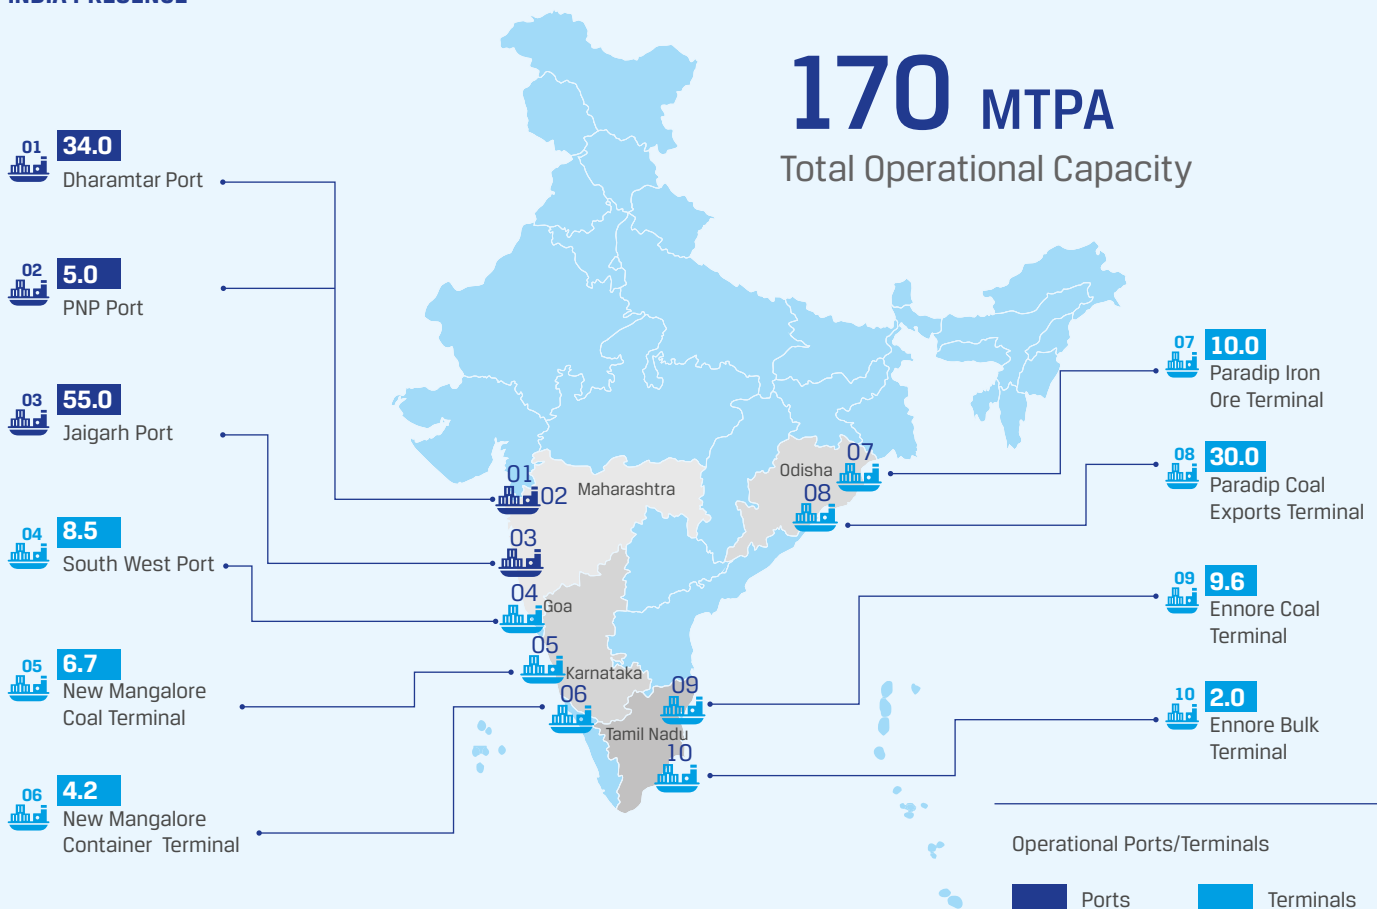 INDIA PRESENCE
170 MTPA
Total Operational Capacity
01
34.0
Dharamtar Port
02
5.0
PNP Port
03
55.0
Jaigarh Port
04
8.5
South West Port
05
6.7
New Mangalore
Coal Terminal
06
4.2
New Mangalore
Container Terminal
01
02
Maharashtra
03
04
Goa
05
Karnataka
06
Tamil Nadu
Odisha
07
08
09
10
07
10.0
Paradip Iron
Ore Terminal
08
30.0
Paradip Coal
Exports Terminal
09
9.6
Ennore Coal
Terminal
10
2.0
Ennore Bulk
Terminal
Operational Ports/Terminals
Ports
Terminals